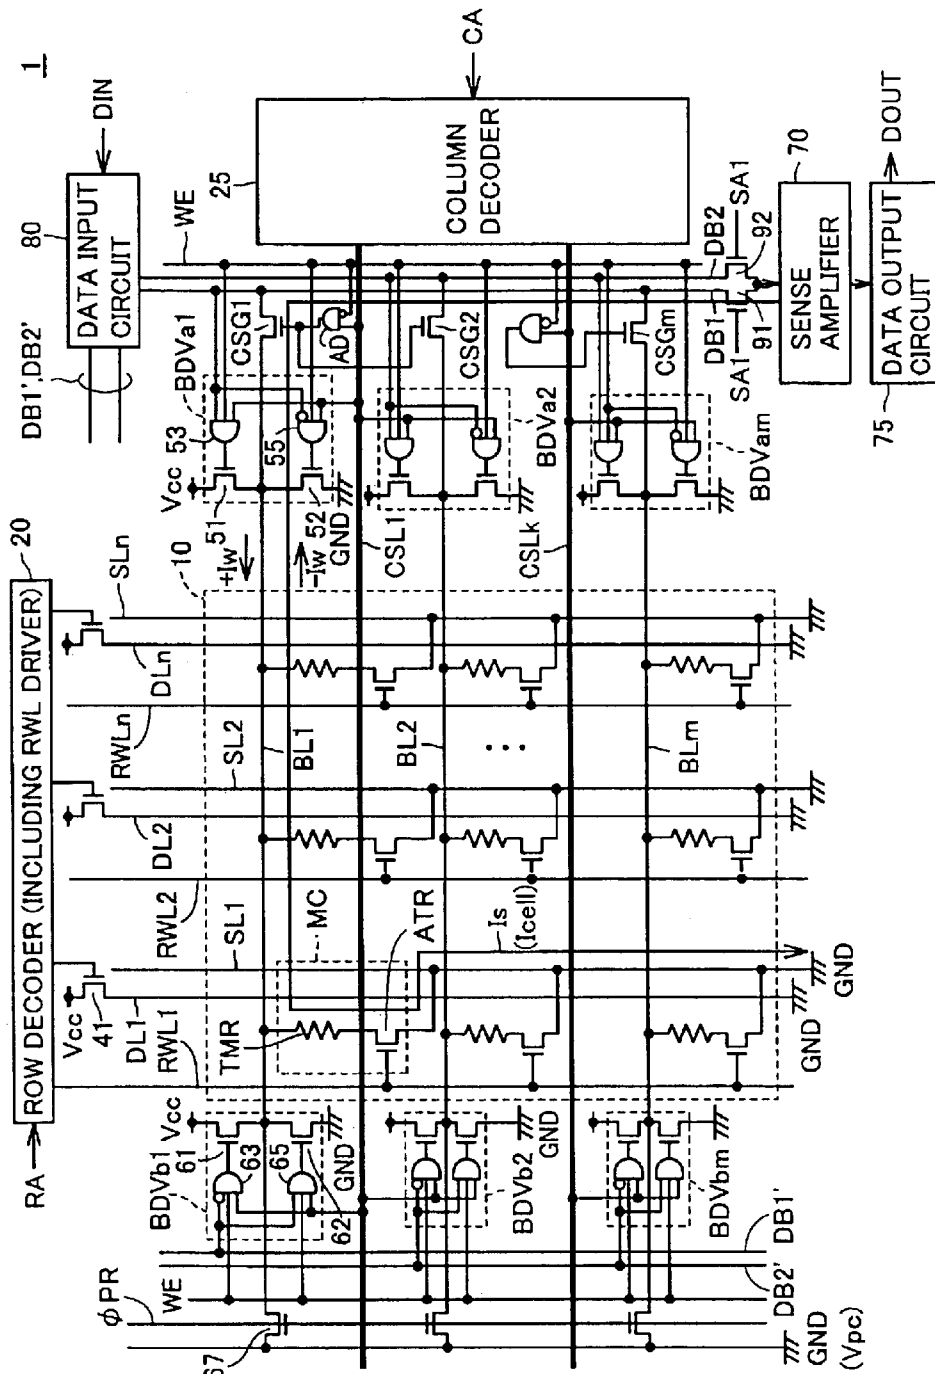 1
80
DIN
DATA INPUT
CIRCUIT
DB1',DB2'
WE
CA
25
COLUMN
DECODER
BDVa1
53
CSG1
AD
55
Vcc
51
52
GND
+Iw
-Iw
CSG2
BDVa2
CSL1
CSGm
BDVam
CSLk
DB1
DB2
SA1
SA1
91
92
70
SENSE
AMPLIFIER
75
DATA OUTPUT
CIRCUIT
DOUT
20
ROW DECODER (INCLUDING RWL DRIVER)
RA
10
SLn
DLn
RWLn
SL2
DL2
RWL2
SL1
Vcc
41
DL1
RWL1
BL1
BL2
BLm
...
MC
TMR
ATR
Is
(Icell)
GND
GND
BDVb1
61
Vcc
63
65
62
GND
BDVb2
GND
BDVbm
WE
φPR
67
DB1'
DB2'
GND
(Vpc)